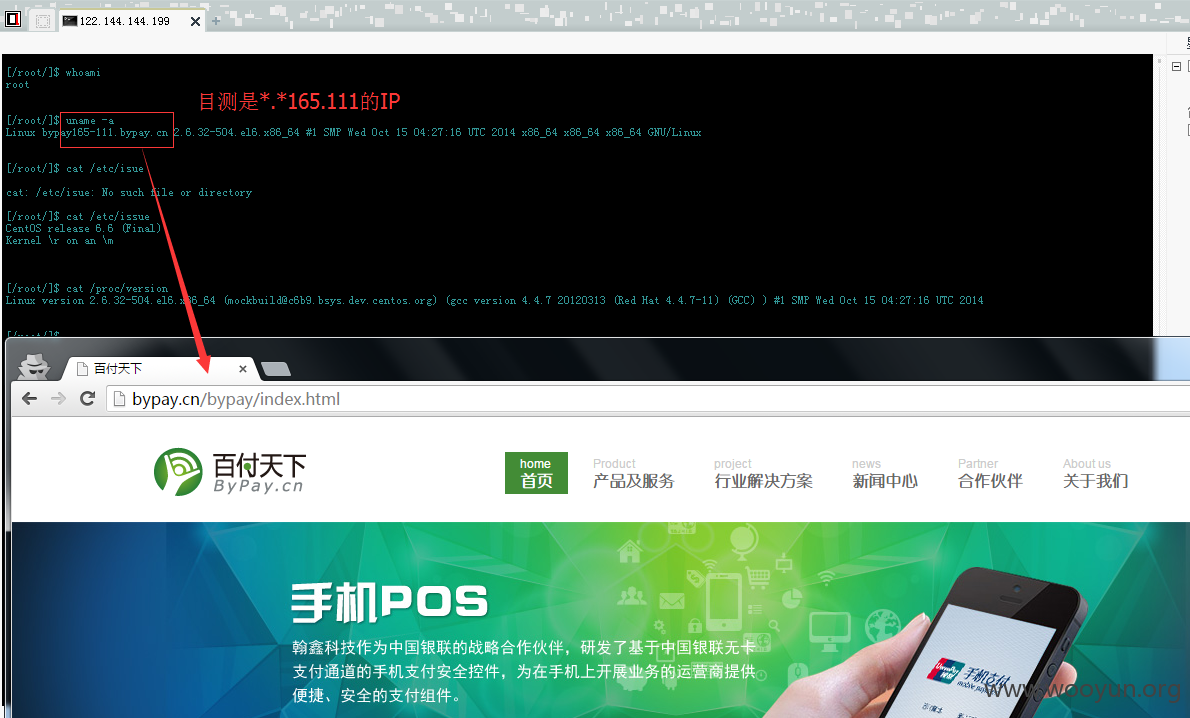 122.144.144.199
[/root/]$ whoami
root
目测是*.*165.111的IP
[/root/]$ uname -a
Linux bypay165-111.bypay.cn 2.6.32-504.el6.x86_64 #1 SMP Wed Oct 15 04:27:16 UTC 2014 x86_64 x86_64 x86_64 GNU/Linux
[/root/]$ cat /etc/isue
cat: /etc/isue: No such file or directory
[/root/]$ cat /etc/issue
CentOS release 6.6 (Final)
Kernel \r on an \m
[/root/]$ cat /proc/version
Linux version 2.6.32-504.el6.x86_64 (mockbuild@c6b9.bsys.dev.centos.org) (gcc version 4.4.7 20120313 (Red Hat 4.4.7-11) (GCC) ) #1 SMP Wed Oct 15 04:27:16 UTC 2014
[/root/]$
百付天下
bypay.cn/bypay/index.html
百付天下
ByPay.cn
home
首页
Product
产品及服务
project
行业解决方案
news
新闻中心
Partner
合作伙伴
About us
关于我们
手机POS
翰鑫科技作为中国银联的战略合作伙伴，研发了基于中国银联无卡
支付通道的手机支付安全控件，为在手机上开展业务的运营商提供
便捷、安全的支付组件。
UnionPay
手机支付
www.wooyun.org